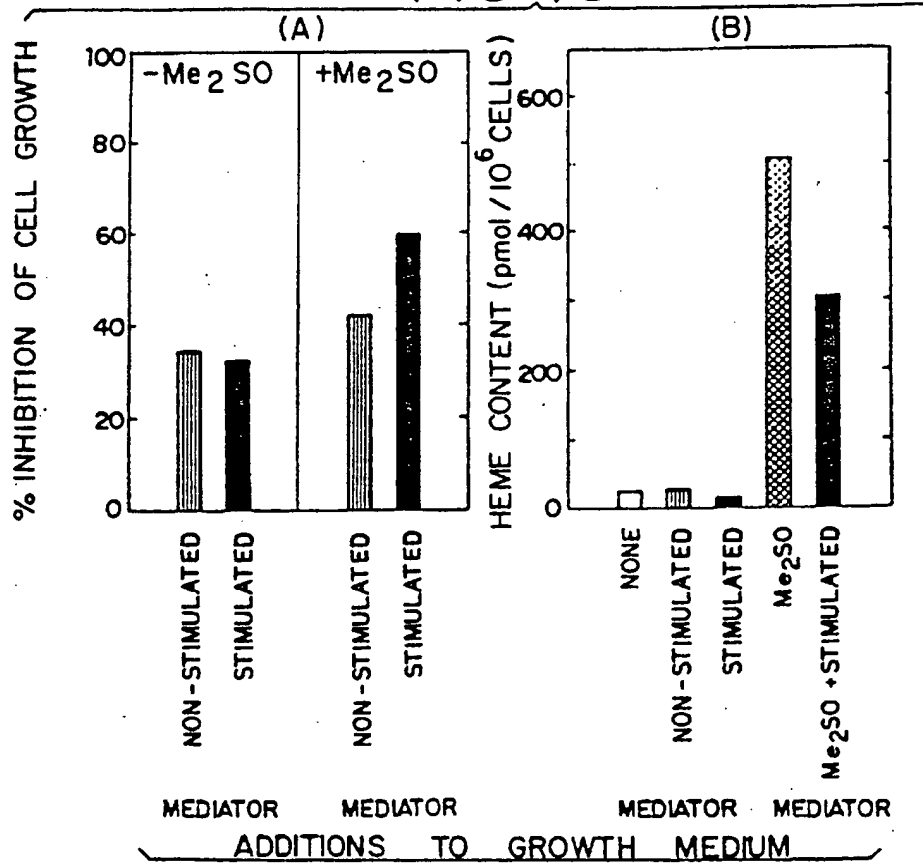 (A)
(B)
-Me2SO
+Me2SO
% INHIBITION OF CELL GROWTH
100
80
60
40
20
0
NON-STIMULATED
STIMULATED
NON-STIMULATED
STIMULATED
MEDIATOR
MEDIATOR
HEME CONTENT (pmol/10^6 CELLS)
600
400
200
0
NONE
NON-STIMULATED
STIMULATED
Me2SO
Me2SO +STIMULATED
MEDIATOR
MEDIATOR
ADDITIONS TO GROWTH MEDIUM